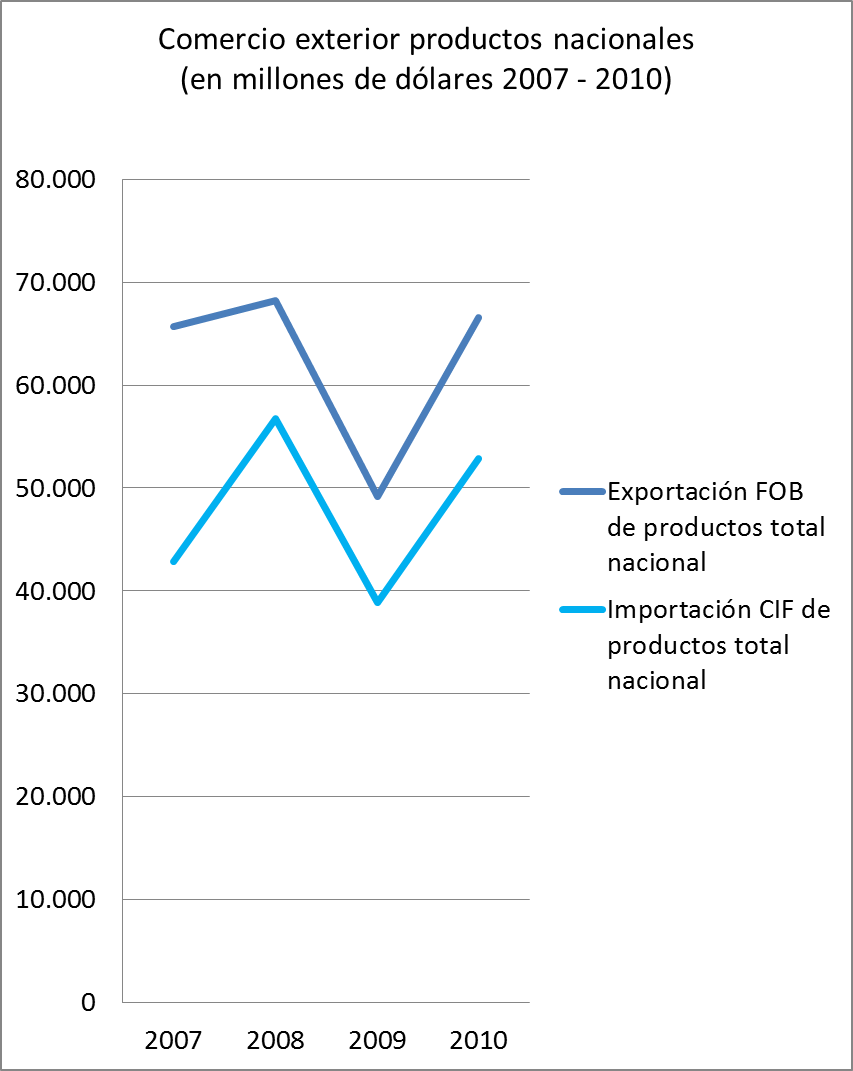 Comercio exterior productos nacionales
(en millones de dólares 2007 - 2010)
80.000
70.000
60.000
50.000
40.000
30.000
20.000
10.000
0
2007 2008 2009 2010
Exportación FOB
de productos total
nacional
Importación CIF de
productos total
nacional